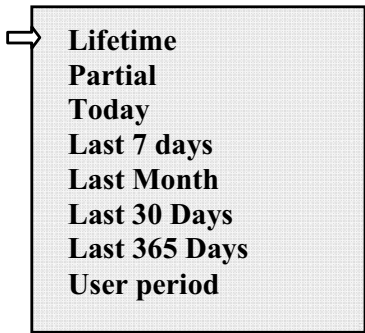 Lifetime
Partial
Today
Last 7 days
Last Month
Last 30 Days
Last 365 Days
User period